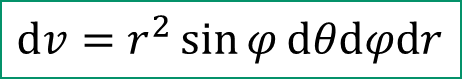 dv = r² sin φ dθdφdr